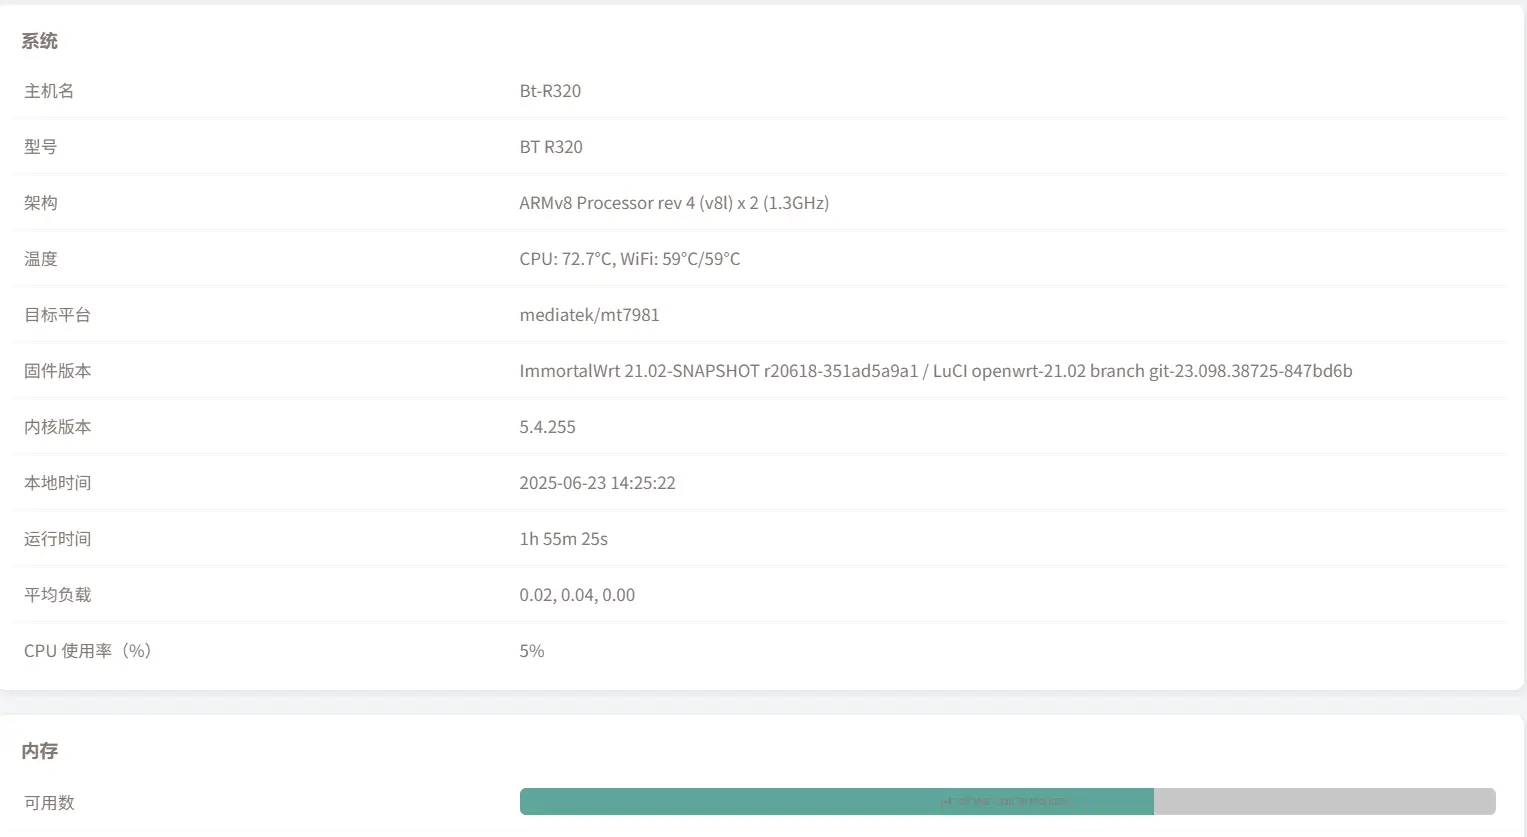 系统
主机名 Bt-R320
型号 BT R320
架构 ARMv8 Processor rev 4 (v8l) x 2 (1.3GHz)
温度 CPU: 72.7°C, WiFi: 59°C/59°C
目标平台 mediatek/mt7981
固件版本 ImmortalWrt 21.02-SNAPSHOT r20618-351ad5a9a1 / LuCI openwrt-21.02 branch git-23.098.38725-847bd6b
内核版本 5.4.255
本地时间 2025-06-23 14:25:22
运行时间 1h 55m 25s
平均负载 0.02, 0.04, 0.00
CPU 使用率（%） 5%
内存
可用数